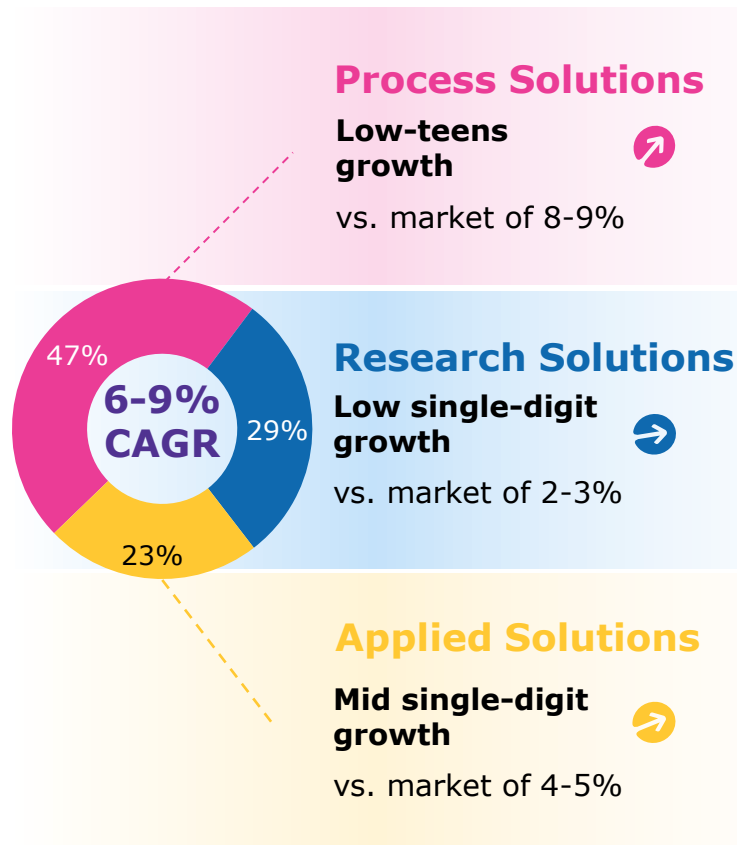 Process Solutions
Low-teens
growth
vs. market of 8-9%
47%
6-9%
CAGR
29%
23%
Research Solutions
Low single-digit
growth
vs. market of 2-3%
Applied Solutions
Mid single-digit
growth
vs. market of 4-5%